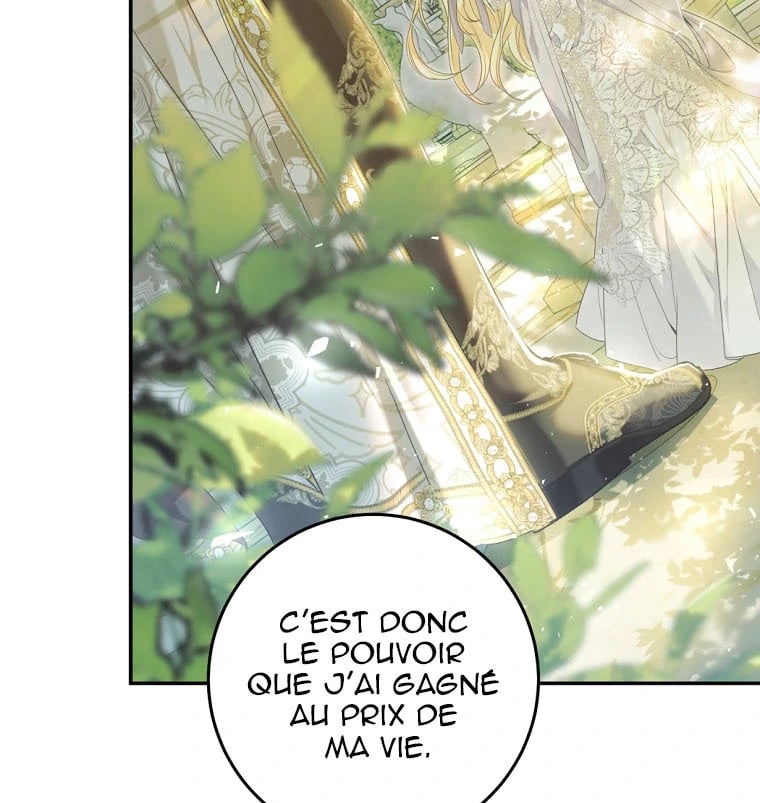 C'EST DONC
LE POUVOIR
QUE J'AI GAGNÉ
AU PRIX DE
MA VIE.